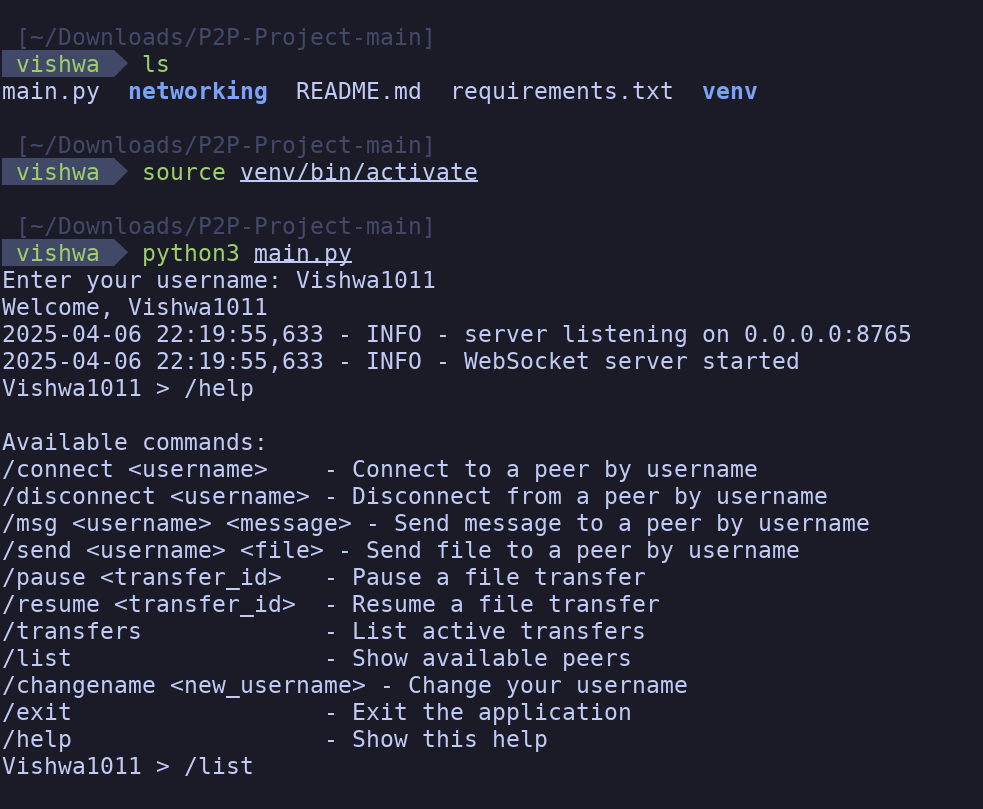 [~/Downloads/P2P-Project-main]
vishwa ls
main.py  networking  README.md  requirements.txt  venv
[~/Downloads/P2P-Project-main]
vishwa source venv/bin/activate
[~/Downloads/P2P-Project-main]
vishwa python3 main.py
Enter your username: Vishwa1011
Welcome, Vishwa1011
2025-04-06 22:19:55,633 - INFO - server listening on 0.0.0.0:8765
2025-04-06 22:19:55,633 - INFO - WebSocket server started
Vishwa1011 > /help
Available commands:
/connect <username>    - Connect to a peer by username
/disconnect <username> - Disconnect from a peer by username
/msg <username> <message> - Send message to a peer by username
/send <username> <file> - Send file to a peer by username
/pause <transfer_id>   - Pause a file transfer
/resume <transfer_id>  - Resume a file transfer
/transfers             - List active transfers
/list                  - Show available peers
/changename <new_username> - Change your username
/exit                  - Exit the application
/help                  - Show this help
Vishwa1011 > /list